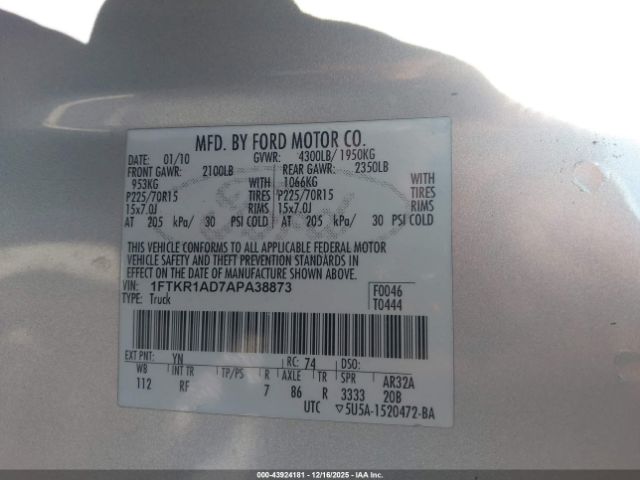 MFD. BY FORD MOTOR CO.
DATE: 01/10 GVWR: 4300LB/ 1950KG
FRONT GAWR: 2100LB REAR GAWR: 2350LB
953KG WITH 1066KG WITH
P225/70R15 TIRES P225/70R15 TIRES
15x7.0J RIMS 15x7.0J RIMS
AT 205 kPa/ 30 PSI COLD AT 205 kPa/ 30 PSI COLD
THIS VEHICLE CONFORMS TO ALL APPLICABLE FEDERAL MOTOR
VEHICLE SAFETY AND THEFT PREVENTION STANDARDS IN
EFFECT ON THE DATE OF MANUFACTURE SHOWN ABOVE.
VIN: 1FTKR1AD7APA38873 F0046
TYPE: Truck T0444
EXT PNT: YN RC: 74 DSO:
WB INT TR TP/PS R AXLE TR SPR AR32A
112 RF 7 86 R 3333 20B
UTC ▽5U5A-1520472-BA
000-43924181 - 12/16/2025 - IAAI.COM